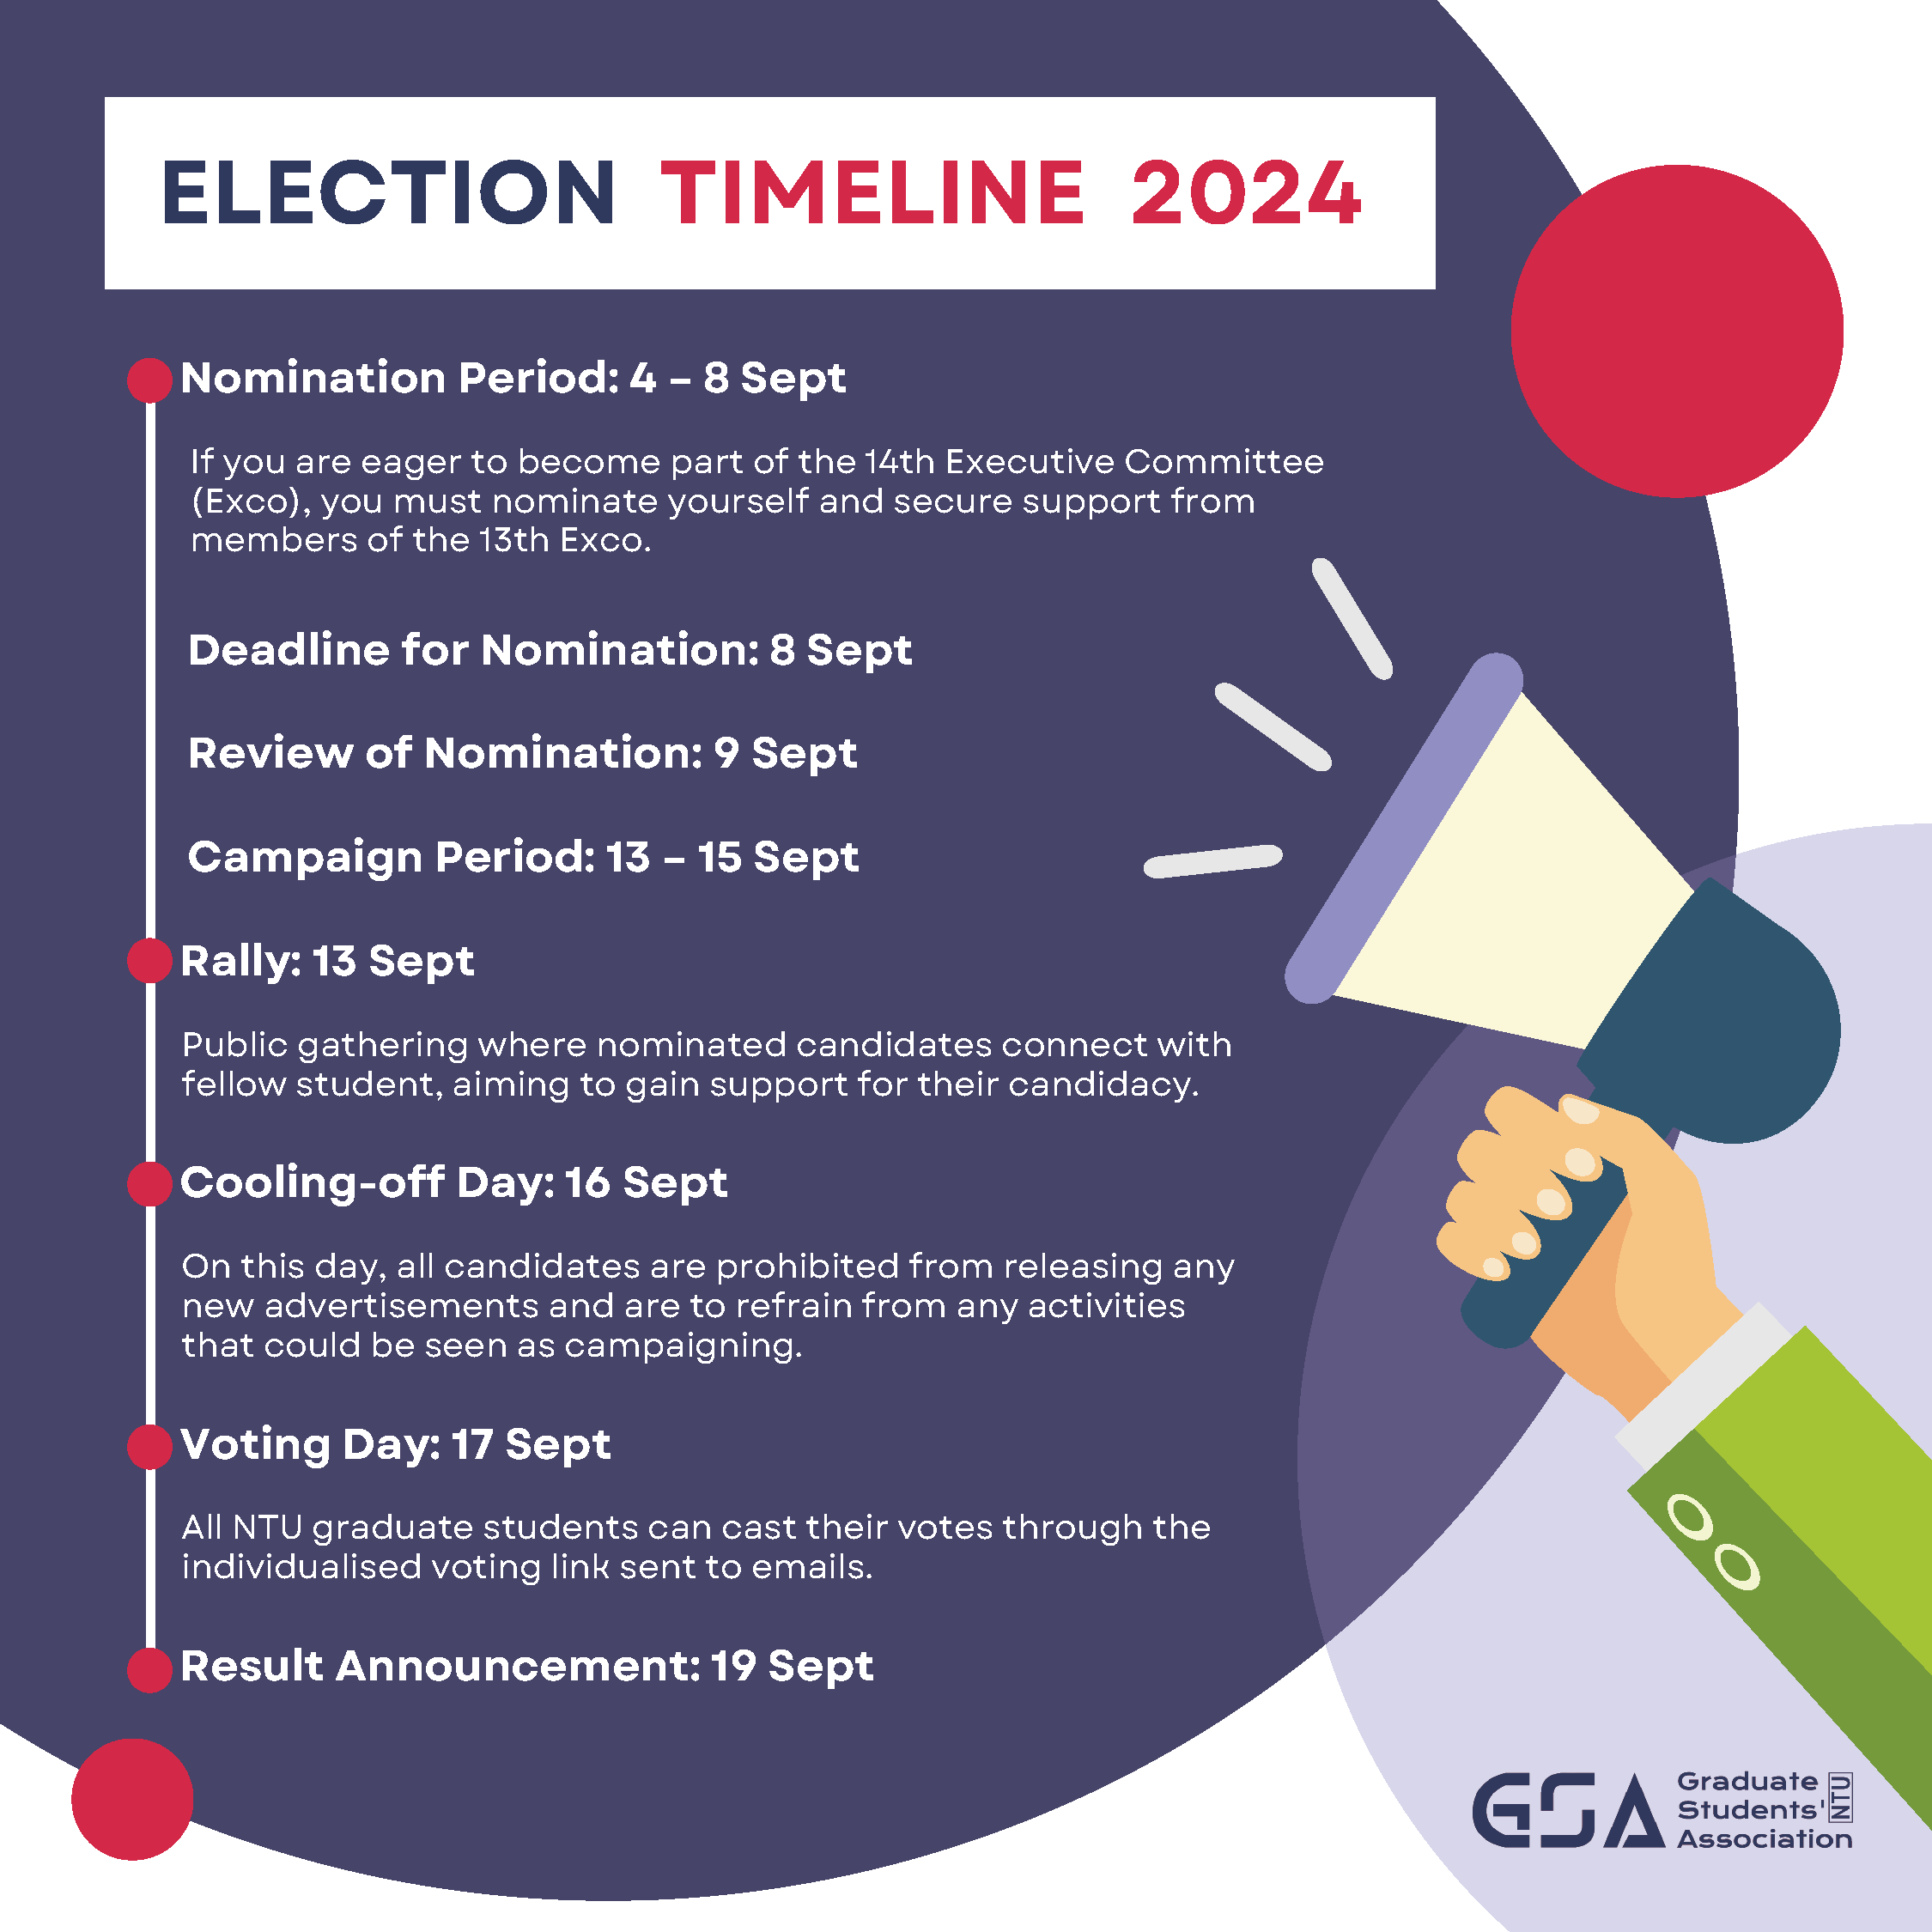 ELECTION TIMELINE 2024
Nomination Period: 4 – 8 Sept
If you are eager to become part of the 14th Executive Committee
(Exco), you must nominate yourself and secure support from
members of the 13th Exco.
Deadline for Nomination: 8 Sept
Review of Nomination: 9 Sept
Campaign Period: 13 – 15 Sept
Rally: 13 Sept
Public gathering where nominated candidates connect with
fellow student, aiming to gain support for their candidacy.
Cooling-off Day: 16 Sept
On this day, all candidates are prohibited from releasing any
new advertisements and are to refrain from any activities
that could be seen as campaigning.
Voting Day: 17 Sept
All NTU graduate students can cast their votes through the
individualised voting link sent to emails.
Result Announcement: 19 Sept
GSA
Graduate
Students'
Association
NTU